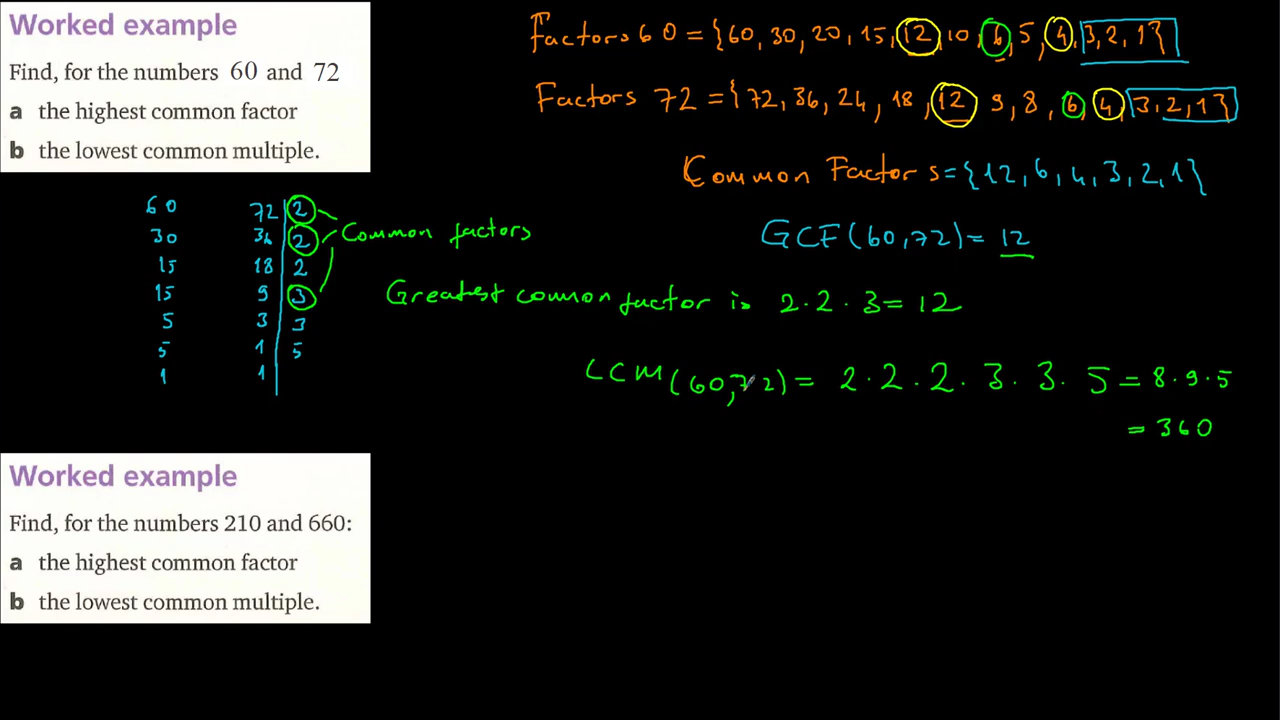 Worked example
Find, for the numbers 60 and 72
a the highest common factor
b the lowest common multiple.
Factors 60 = {60, 30, 20, 15, 12, 10, 6, 5, 4, 3, 2, 1}
Factors 72 = {72, 36, 24, 18, 12 9, 8, 6, 4, 3, 2, 1}
Common Factors = {12, 6, 4, 3, 2, 1}
GCF(60,72) = 12
60 72 2
30 36 2
15 18 2
15 9 3
5 3 3
5 1 5
1 1
Common factors
Greatest common factor is 2 · 2 · 3 = 12
LCM(60,72) = 2 · 2 · 2 · 3 · 3 · 5 = 8 · 9 · 5
= 360
Worked example
Find, for the numbers 210 and 660:
a the highest common factor
b the lowest common multiple.